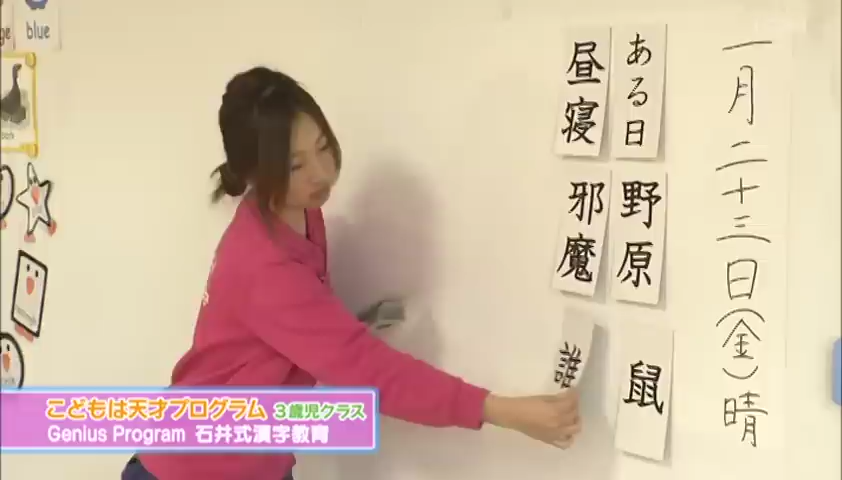 blue
一月二十三日(金)晴
ある日
野原
鼠
昼寝
邪魔
誰
こどもは天才プログラム 3歳児クラス
Genius Program 石井式漢字教育